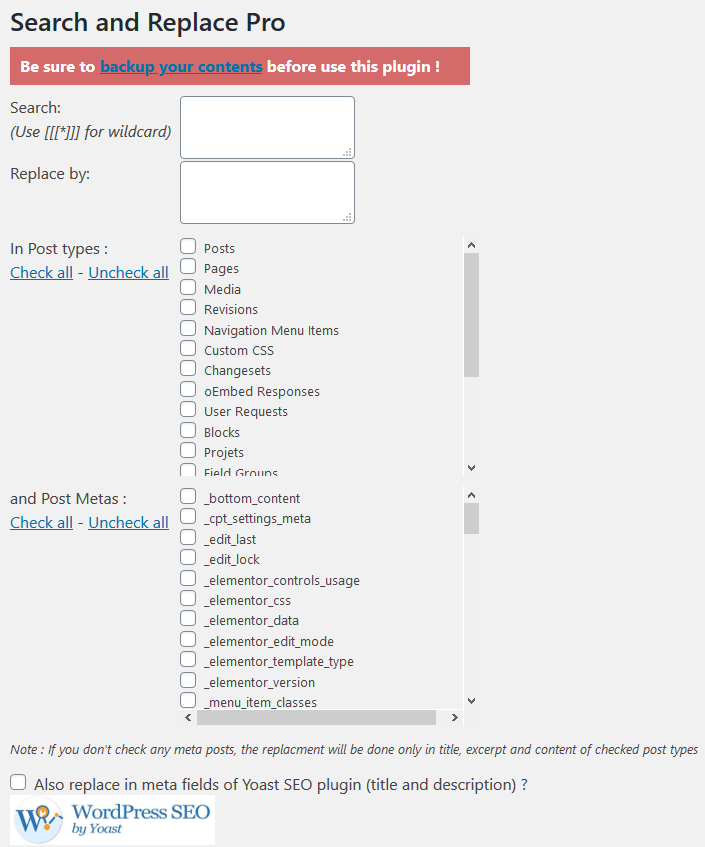 Search and Replace Pro
Be sure to backup your contents before use this plugin !
Search:
(Use [[[*]]] for wildcard)
Replace by:
In Post types :
Check all - Uncheck all
Posts
Pages
Media
Revisions
Navigation Menu Items
Custom CSS
Changesets
oEmbed Responses
User Requests
Blocks
Projets
Field Groups
and Post Metas :
Check all - Uncheck all
_bottom_content
_cpt_settings_meta
_edit_last
_edit_lock
_elementor_controls_usage
_elementor_css
_elementor_data
_elementor_edit_mode
_elementor_template_type
_elementor_version
_menu_item_classes
Note : If you don't check any meta posts, the replacment will be done only in title, excerpt and content of checked post types
Also replace in meta fields of Yoast SEO plugin (title and description) ?
W
WordPress SEO
by Yoast